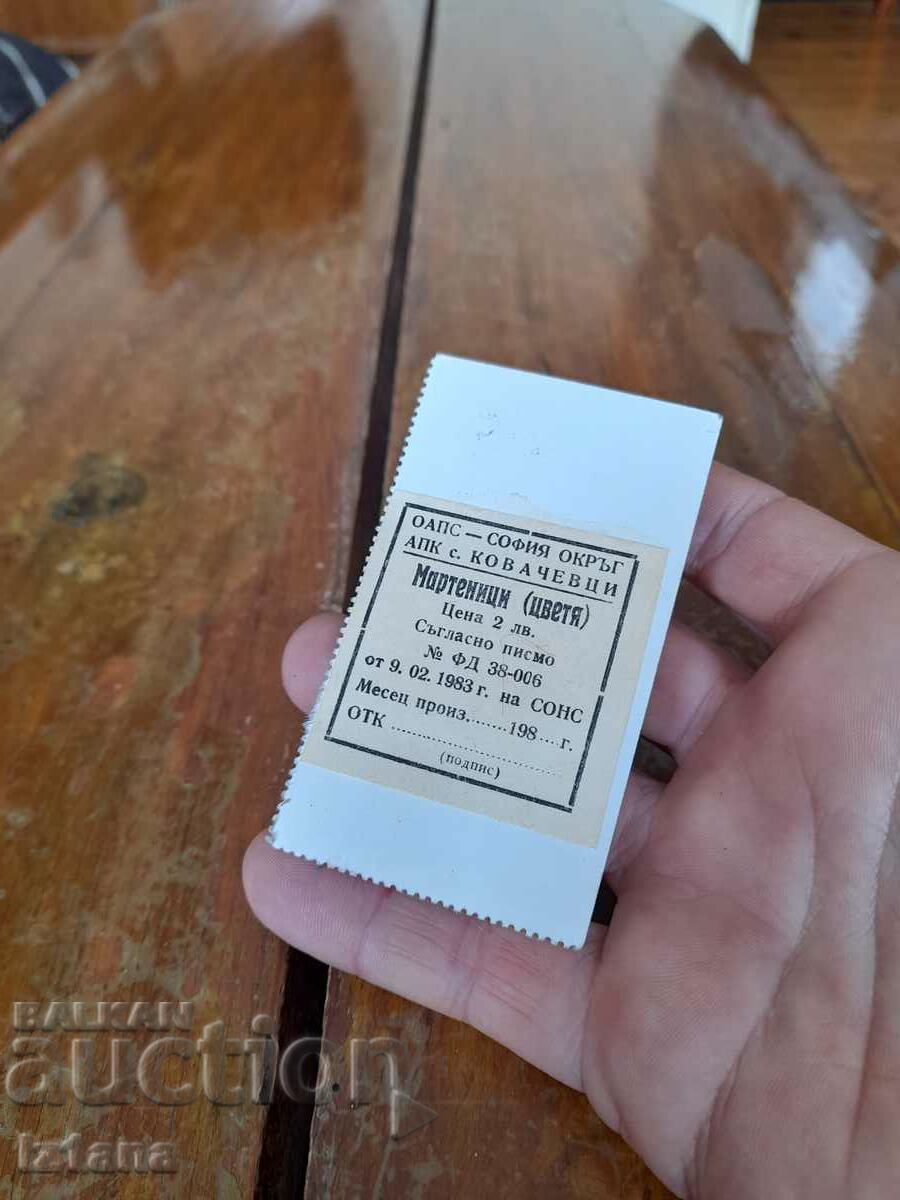 ОАПС — СОФИЯ ОКРЪГ
АПК с. КОВАЧЕВЦИ
Мартеници (цветя)
Цена 2 лв.
Съгласно писмо
№ ФД 38-006
от 9. 02. 1983 г. на СОНС
Месец произ.......198....г.
ОТК ..............................
(подпис)
BALKAN
auction
izfana